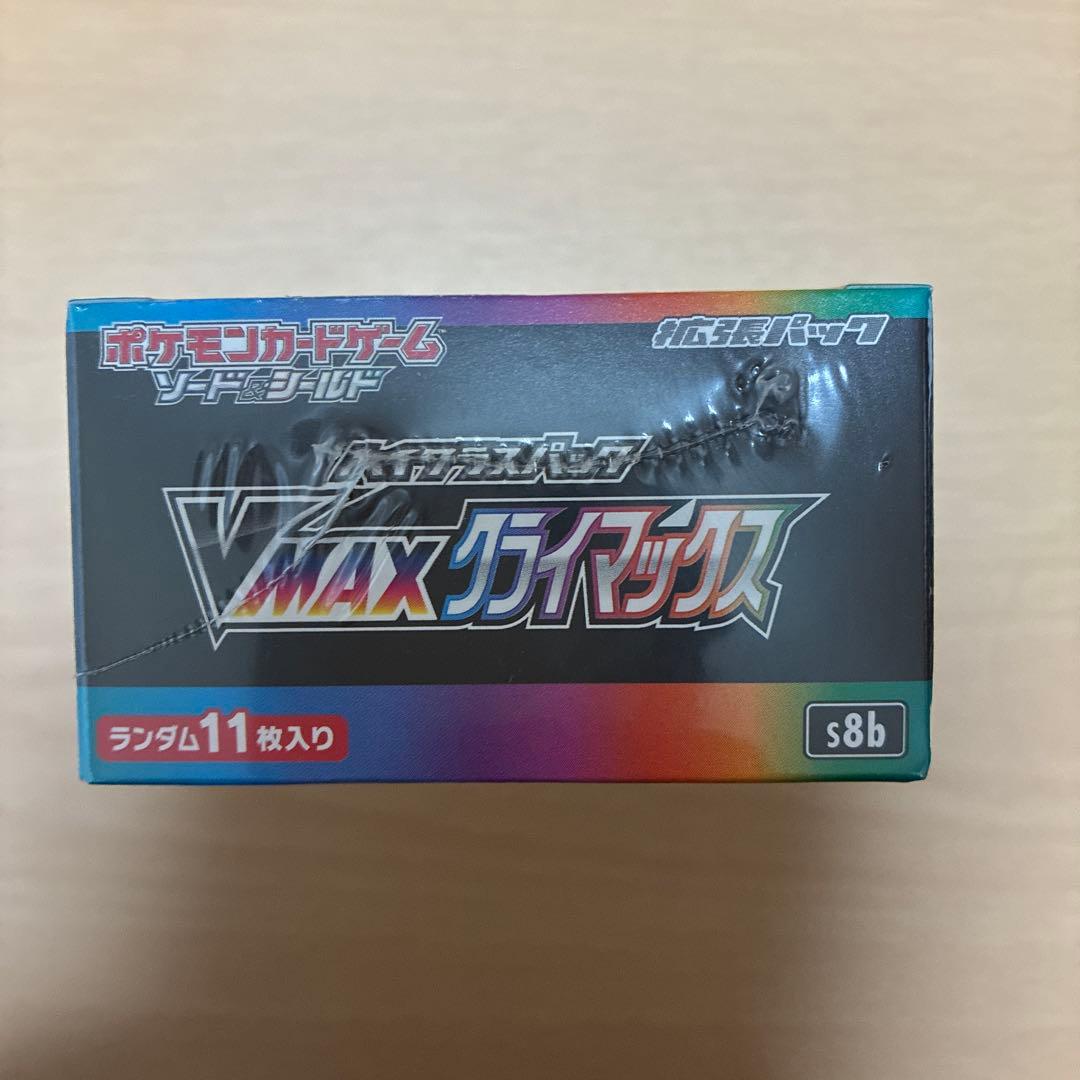 ポケモンカードゲーム
ソード&シールド
拡張パック
ハイクラスパック
VMAXクライマックス
ランダム11枚入り
s8b